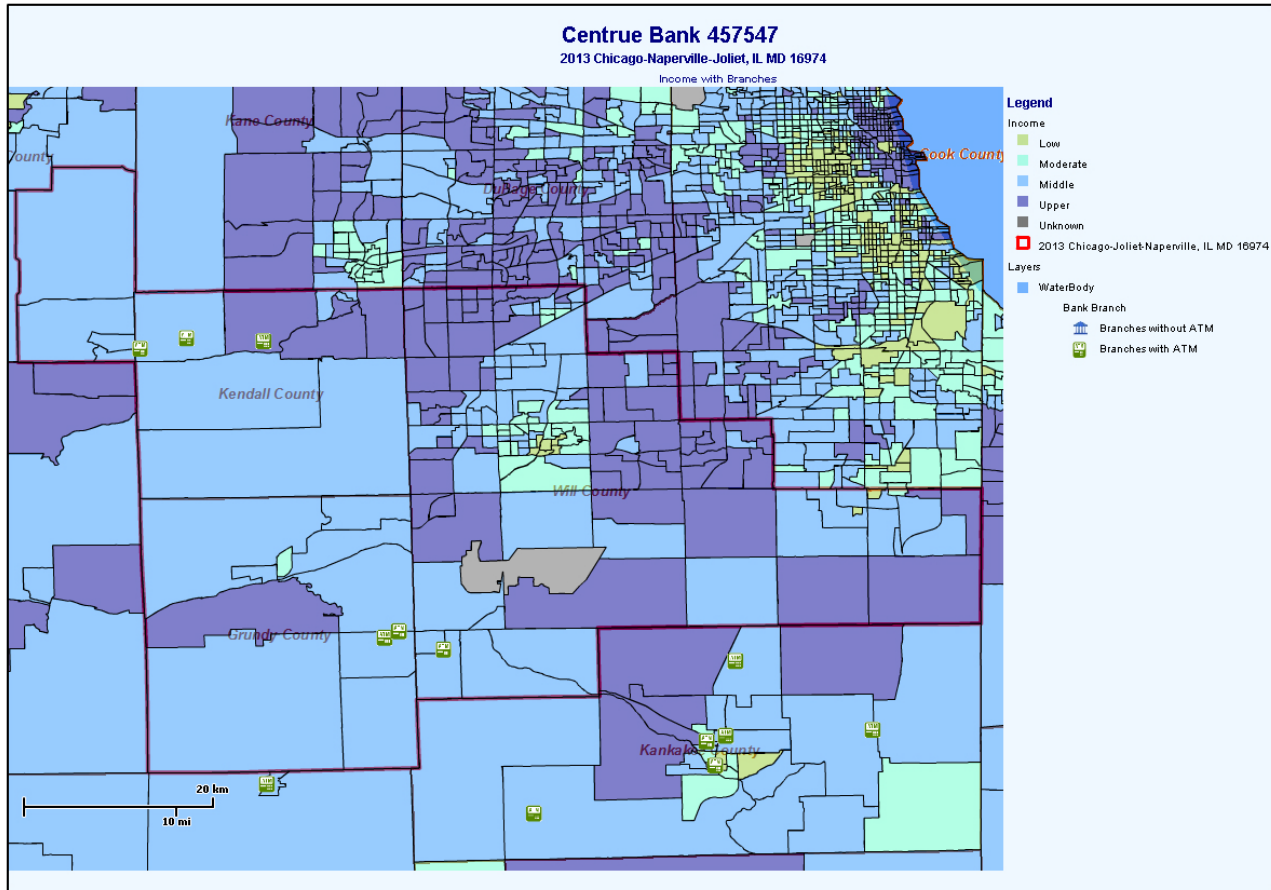 Centrue Bank 457547
2013 Chicago-Naperville-Joliet, IL MD 16974
Income with Branches
Kane County
County
Dupage County
Cook County
Kendall County
Will County
Grundy County
Kankakee County
20 km
10 mi
Legend
Income
Low
Moderate
Middle
Upper
Unknown
2013 Chicago-Joliet-Naperville, IL MD 16974
Layers
WaterBody
Bank Branch
Branches without ATM
Branches with ATM